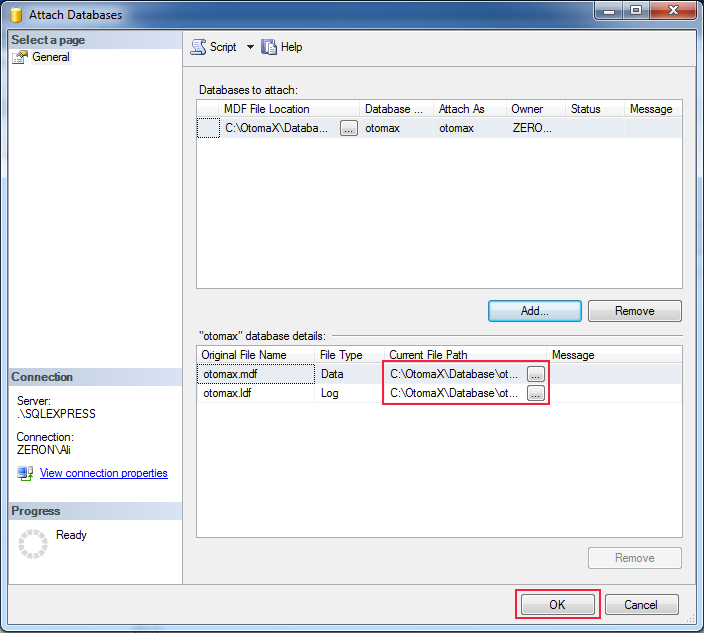 Attach Databases
Select a page
General
Script
Help
Databases to attach:
MDF File Location Database ... Attach As Owner Status Message
C:\OtomaX\Databa... ... otomax otomax ZERO...
Add...
Remove
"otomax" database details:
Original File Name File Type Current File Path Message
otomax.mdf Data C:\OtomaX\Database\ot... ...
otomax.ldf Log C:\OtomaX\Database\ot... ...
Connection
Server:
.\SQLEXPRESS
Connection:
ZERON\Ali
View connection properties
Progress
Ready
Remove
OK
Cancel